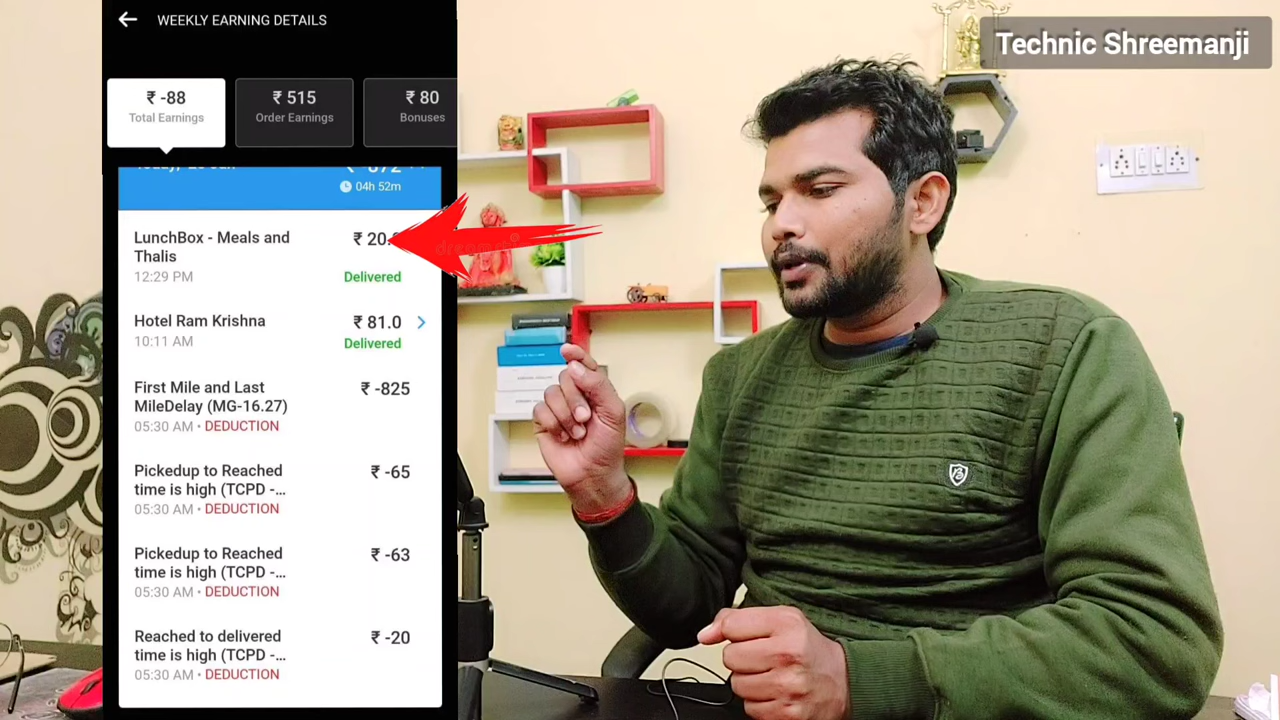 WEEKLY EARNING DETAILS
Technic Shreemanji
₹ -88
Total Earnings
₹ 515
Order Earnings
₹ 80
Bonuses
04h 52m
LunchBox - Meals and
Thalis
₹ 20.
12:29 PM
Delivered
Hotel Ram Krishna
₹ 81.0
10:11 AM
Delivered
First Mile and Last
MileDelay (MG-16.27)
₹ -825
05:30 AM • DEDUCTION
Pickedup to Reached
time is high (TCPD -...
₹ -65
05:30 AM • DEDUCTION
Pickedup to Reached
time is high (TCPD -...
₹ -63
05:30 AM • DEDUCTION
Reached to delivered
time is high (TCPD -...
₹ -20
05:30 AM • DEDUCTION